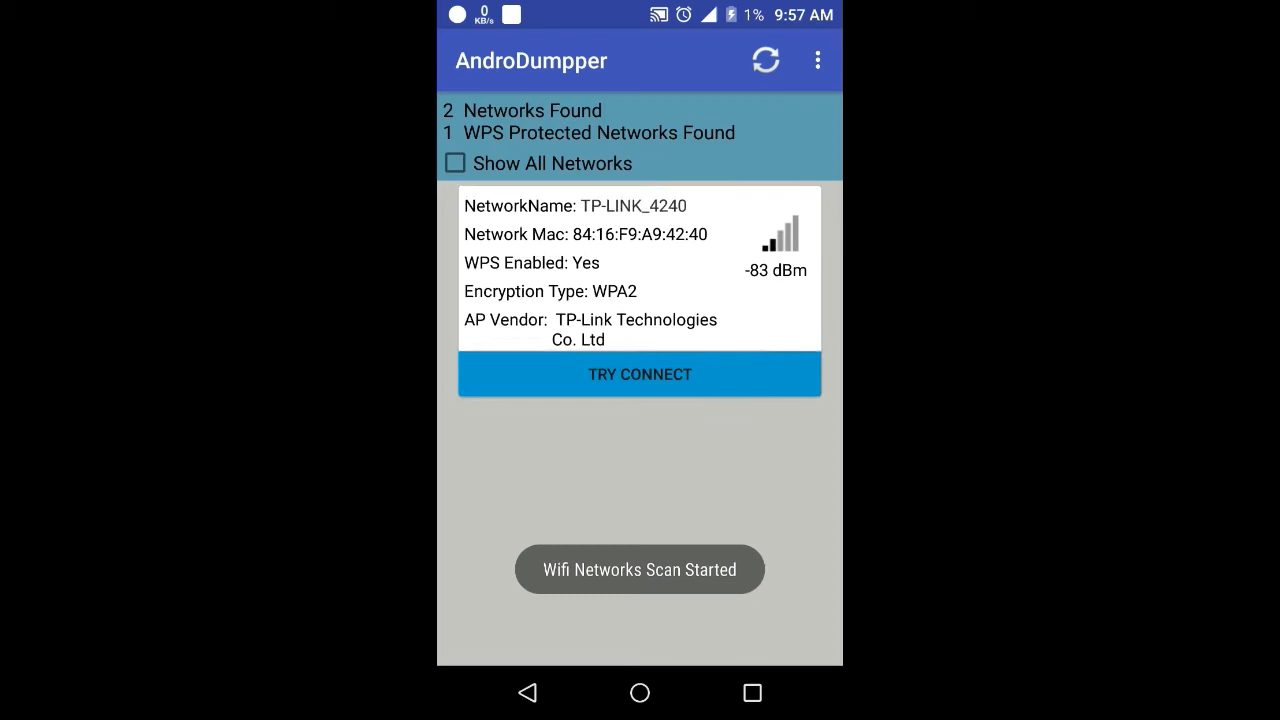 0
KB/s
1% 9:57 AM
AndroDumpper
2 Networks Found
1 WPS Protected Networks Found
Show All Networks
NetworkName: TP-LINK_4240
Network Mac: 84:16:F9:A9:42:40
-83 dBm
WPS Enabled: Yes
Encryption Type: WPA2
AP Vendor: TP-Link Technologies
Co. Ltd
TRY CONNECT
Wifi Networks Scan Started